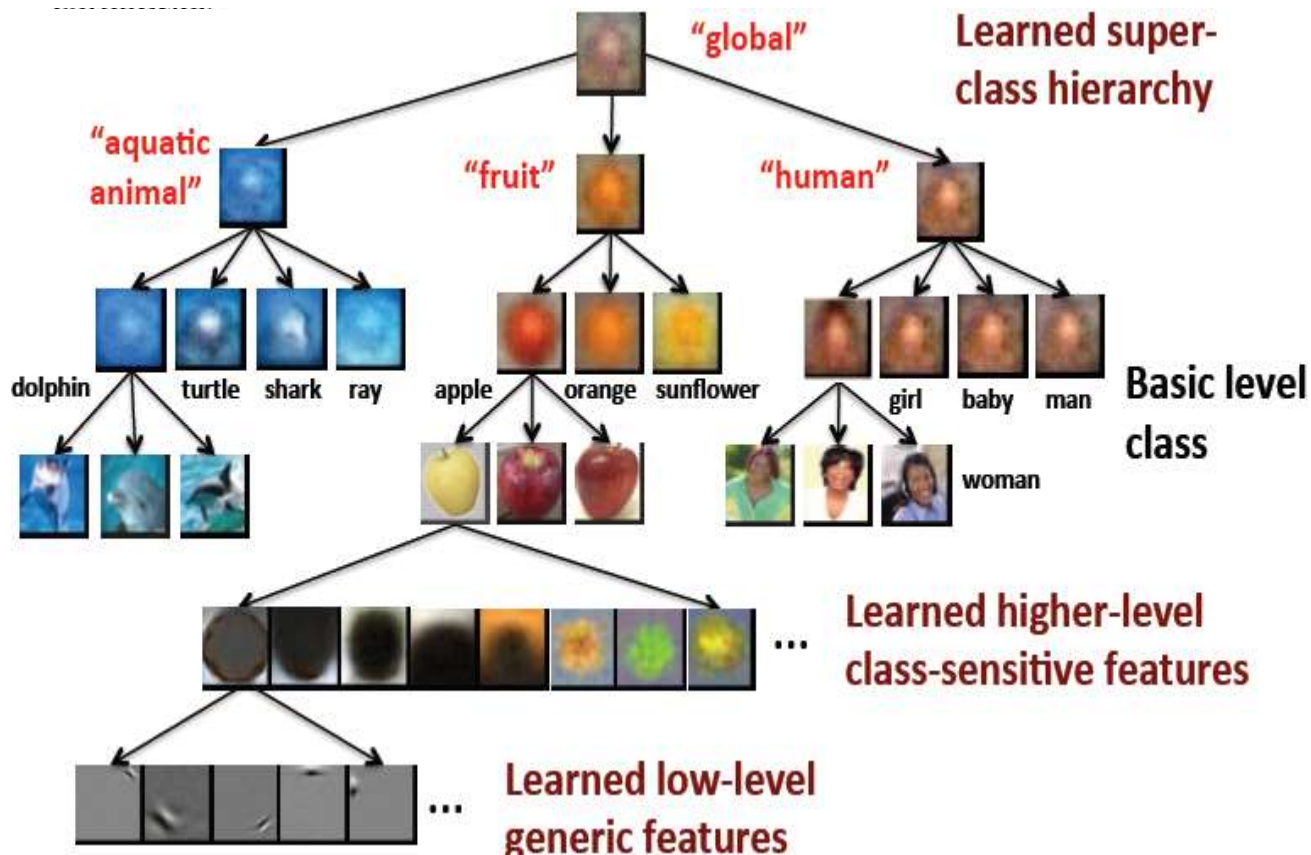 “global”
Learned super-
class hierarchy
“aquatic
animal”
“fruit”
“human”
dolphin
turtle
shark
ray
apple
orange
sunflower
girl
baby
man
Basic level
class
woman
Learned higher-level
class-sensitive features
...
Learned low-level
generic features
...